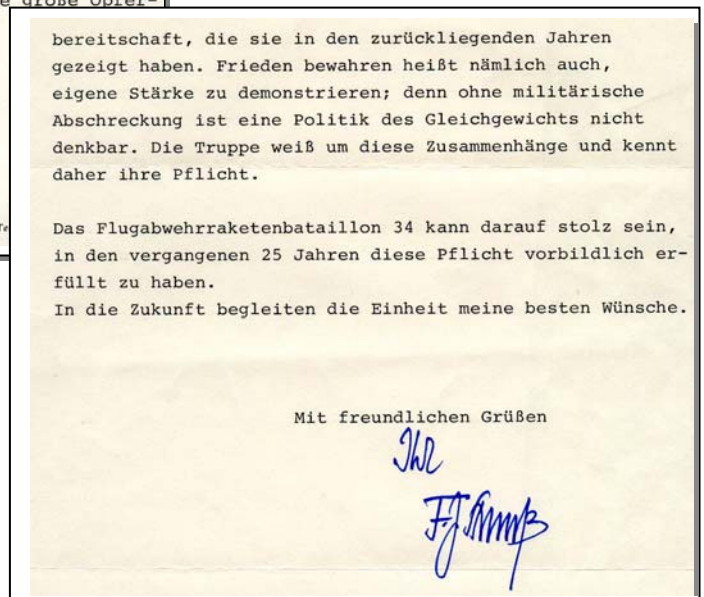 große Opfer-
bereitschaft, die sie in den zurückliegenden Jahren
gezeigt haben. Frieden bewahren heißt nämlich auch,
eigene Stärke zu demonstrieren; denn ohne militärische
Abschreckung ist eine Politik des Gleichgewichts nicht
denkbar. Die Truppe weiß um diese Zusammenhänge und kennt
daher ihre Pflicht.
Das Flugabwehrraketenbataillon 34 kann darauf stolz sein,
in den vergangenen 25 Jahren diese Pflicht vorbildlich er-
füllt zu haben.
In die Zukunft begleiten die Einheit meine besten Wünsche.
Mit freundlichen Grüßen
Ihr
F.J. Strauß